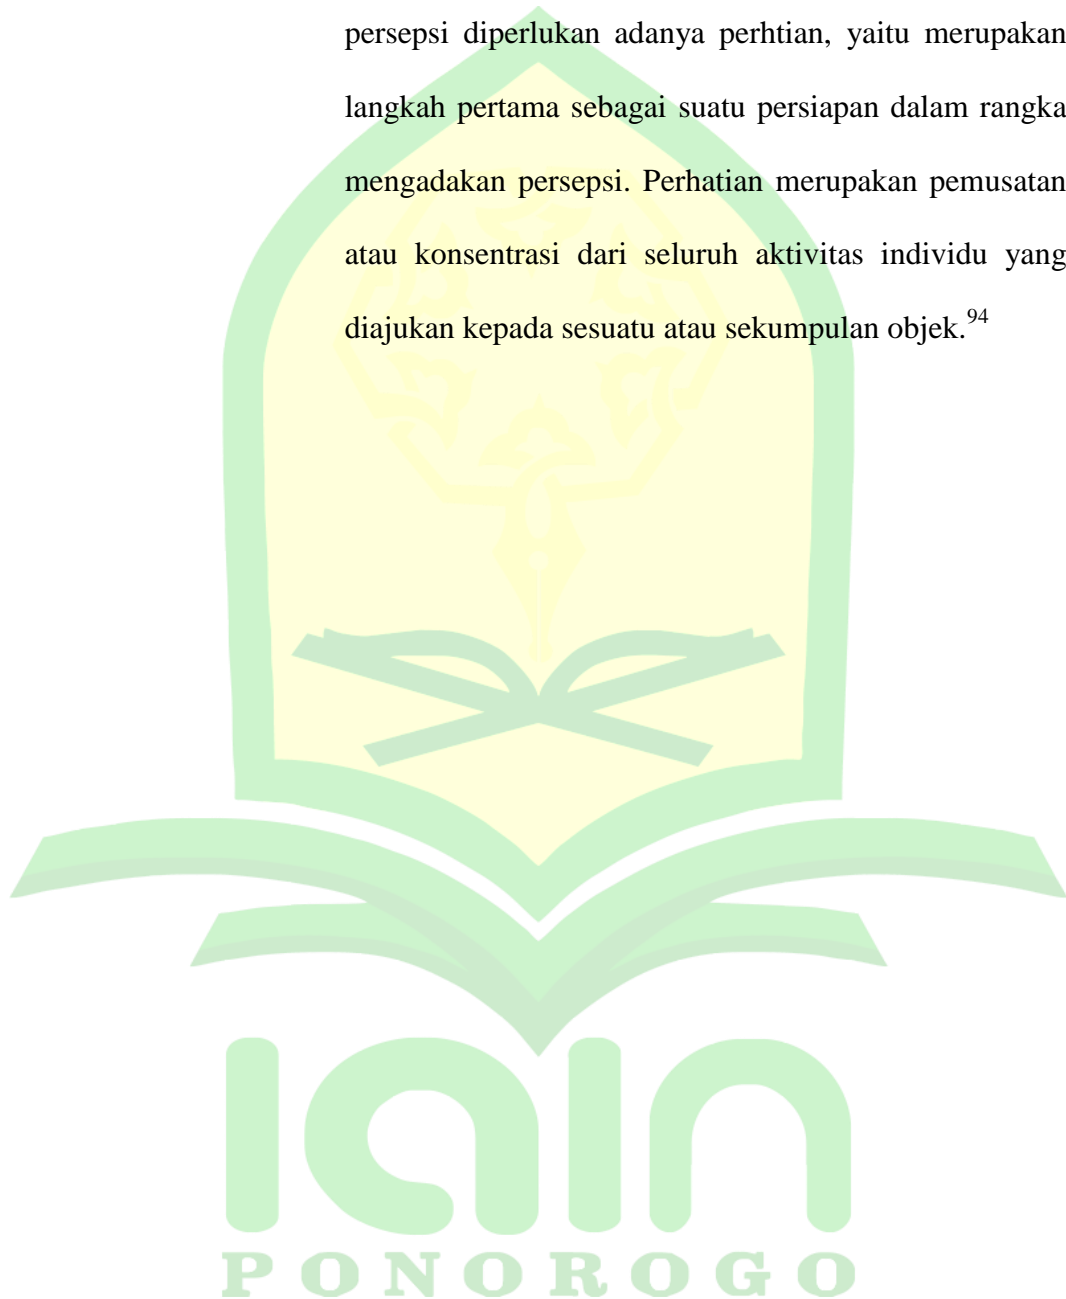 persepsi diperlukan adanya perhtian, yaitu merupakan
langkah pertama sebagai suatu persiapan dalam rangka
mengadakan persepsi. Perhatian merupakan pemusatan
atau konsentrasi dari seluruh aktivitas individu yang
diajukan kepada sesuatu atau sekumpulan objek.94
iain
PONOROGO